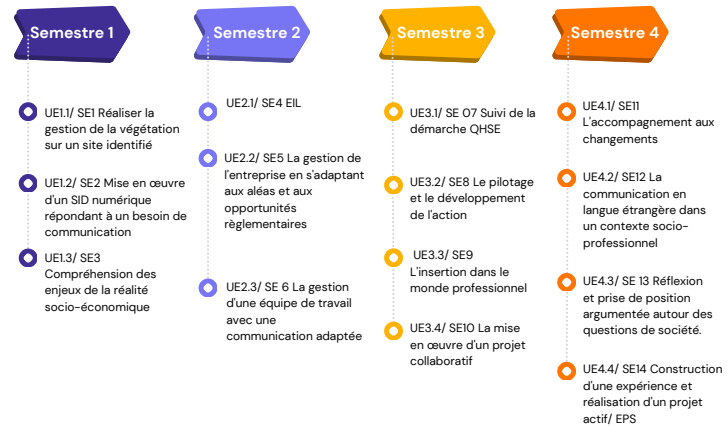 Semestre 1
UE1.1/ SE1 Réaliser la
gestion de la végétation
sur un site identifié
UE1.2/ SE2 Mise en œuvre
d'un SID numérique
répondant à un besoin de
communication
UE1.3/ SE3
Compréhension des
enjeux de la réalité
socio-économique
Semestre 2
UE2.1/ SE4 EIL
UE2.2/ SE5 La gestion de
l'entreprise en s'adaptant
aux aléas et aux
opportunités
règlementaires
UE2.3/ SE 6 La gestion
d'une équipe de travail
avec une
communication adaptée
Semestre 3
UE3.1/ SE 07 Suivi de la
démarche QHSE
UE3.2/ SE8 Le pilotage
et le développement
de l'action
UE3.3/ SE9
L'insertion dans le
monde professionnel
UE3.4/ SE10 La mise
en œuvre d'un projet
collaboratif
Semestre 4
UE4.1/ SE11
L'accompagnement aux
changements
UE4.2/ SE12 La
communication en
langue étrangère dans
un contexte socio-
professionnel
UE4.3/ SE 13 Réflexion
et prise de position
argumentée autour des
questions de société.
UE4.4/ SE14 Construction
d'une expérience et
réalisation d'un projet
actif/ EPS